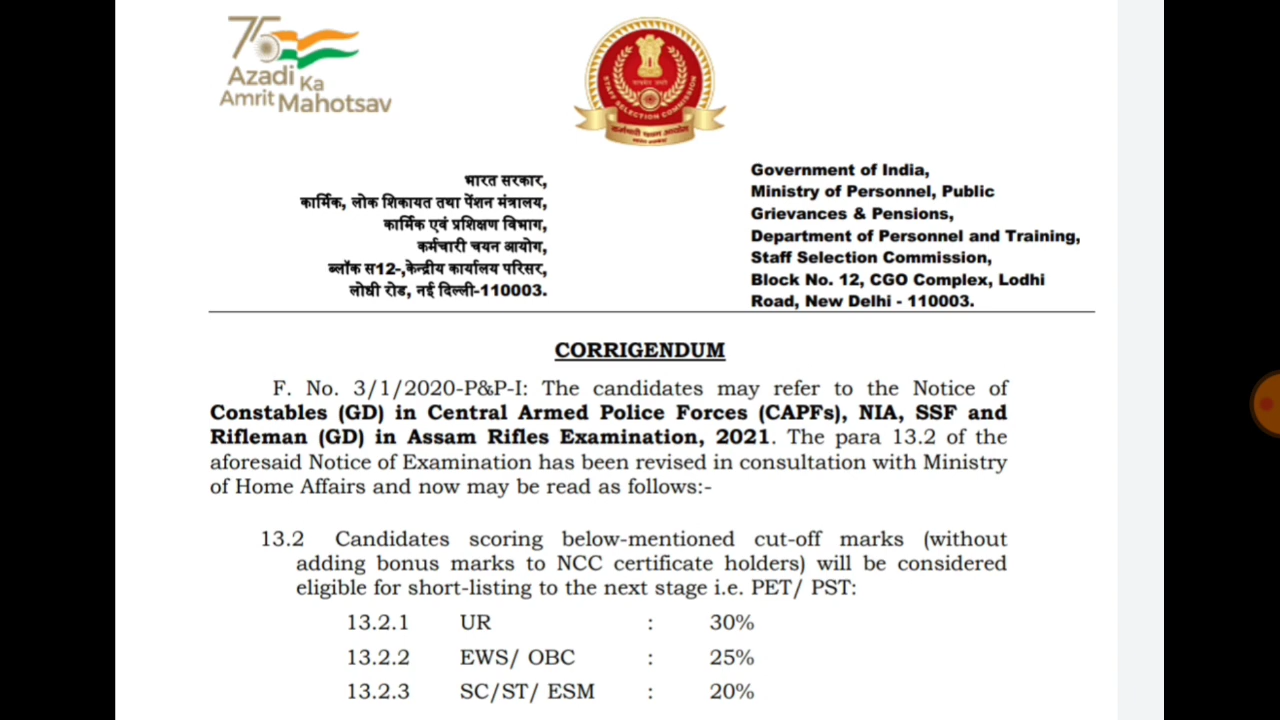 75
Azadi Ka
Amrit Mahotsav
STAFF SELECTION COMMISSION
कर्मचारी चयन आयोग
भारत सरकार,
कार्मिक, लोक शिकायत तथा पेंशन मंत्रालय,
कार्मिक एवं प्रशिक्षण विभाग,
कर्मचारी चयन आयोग,
ब्लॉक स12-,केन्द्रीय कार्यालय परिसर,
लोधी रोड, नई दिल्ली-110003.
Government of India,
Ministry of Personnel, Public
Grievances & Pensions,
Department of Personnel and Training,
Staff Selection Commission,
Block No. 12, CGO Complex, Lodhi
Road, New Delhi - 110003.
CORRIGENDUM
F. No. 3/1/2020-P&P-I: The candidates may refer to the Notice of
Constables (GD) in Central Armed Police Forces (CAPFs), NIA, SSF and
Rifleman (GD) in Assam Rifles Examination, 2021. The para 13.2 of the
aforesaid Notice of Examination has been revised in consultation with Ministry
of Home Affairs and now may be read as follows:-
13.2 Candidates scoring below-mentioned cut-off marks (without
adding bonus marks to NCC certificate holders) will be considered
eligible for short-listing to the next stage i.e. PET/ PST:
13.2.1 UR : 30%
13.2.2 EWS/ OBC : 25%
13.2.3 SC/ST/ ESM : 20%